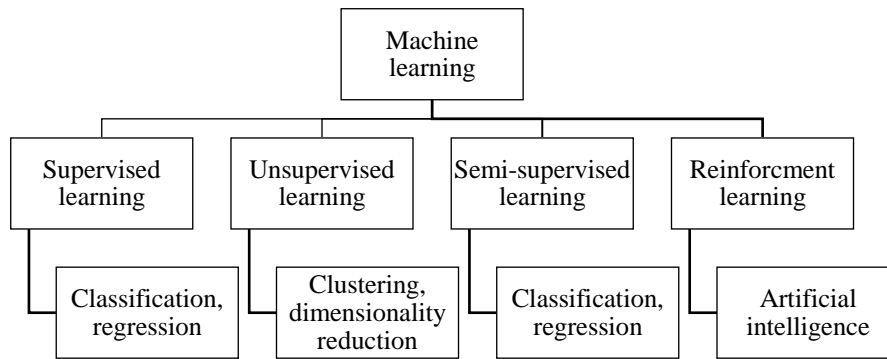 Machine
learning
Supervised
learning
Unsupervised
learning
Semi-supervised
learning
Reinforcment
learning
Classification,
regression
Clustering,
dimensionality
reduction
Classification,
regression
Artificial
intelligence